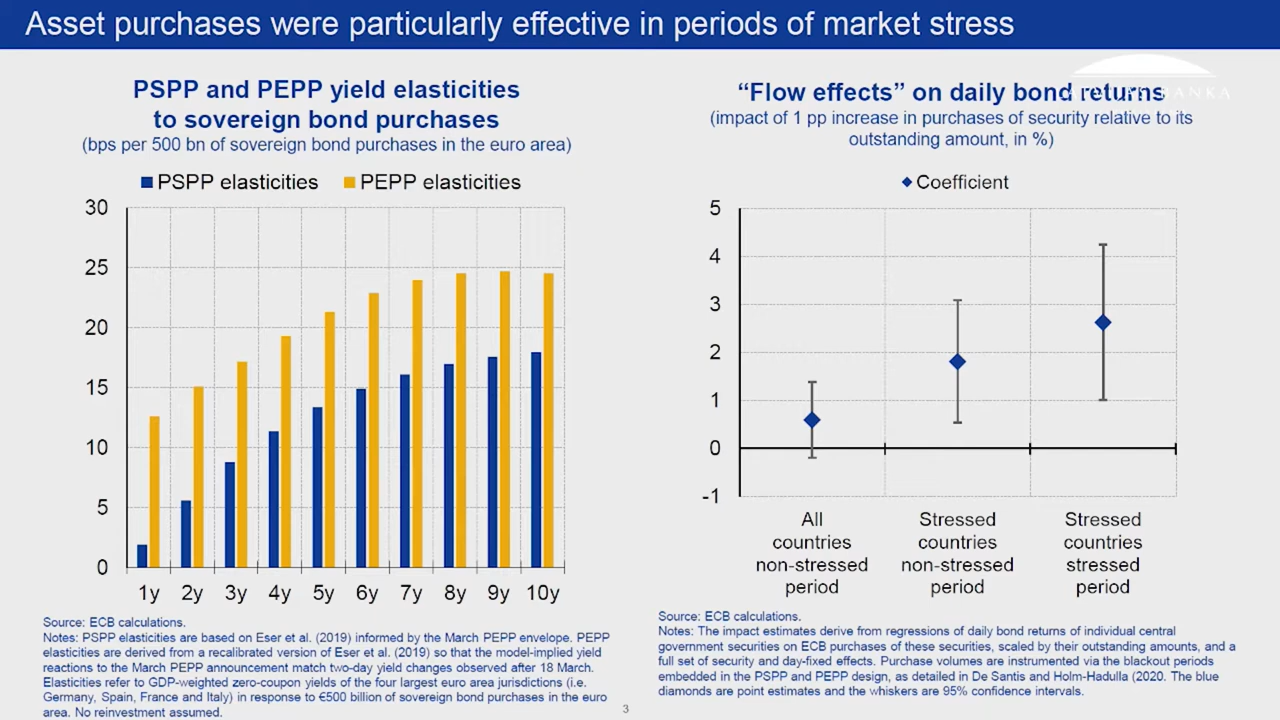 Asset purchases were particularly effective in periods of market stress
PSPP and PEPP yield elasticities
to sovereign bond purchases
(bps per 500 bn of sovereign bond purchases in the euro area)
PSPP elasticities PEPP elasticities
30
25
20
15
10
5
0
1y 2y 3y 4y 5y 6y 7y 8y 9y 10y
Source: ECB calculations.
Notes: PSPP elasticities are based on Eser et al. (2019) informed by the March PEPP envelope. PEPP
elasticities are derived from a recalibrated version of Eser et al. (2019) so that the model-implied yield
reactions to the March PEPP announcement match two-day yield changes observed after 18 March.
Elasticities refer to GDP-weighted zero-coupon yields of the four largest euro area jurisdictions (i.e.
Germany, Spain, France and Italy) in response to €500 billion of sovereign bond purchases in the euro
area. No reinvestment assumed.
“Flow effects” on daily bond returns
(impact of 1 pp increase in purchases of security relative to its
outstanding amount, in %)
Coefficient
5
4
3
2
1
0
-1
All
countries
non-stressed
period
Stressed
countries
non-stressed
period
Stressed
countries
stressed
period
Source: ECB calculations.
Notes: The impact estimates derive from regressions of daily bond returns of individual central
government securities on ECB purchases of these securities, scaled by their outstanding amounts, and a
full set of security and day-fixed effects. Purchase volumes are instrumented via the blackout periods
embedded in the PSPP and PEPP design, as detailed in De Santis and Holm-Hadulla (2020. The blue
diamonds are point estimates and the whiskers are 95% confidence intervals.
3